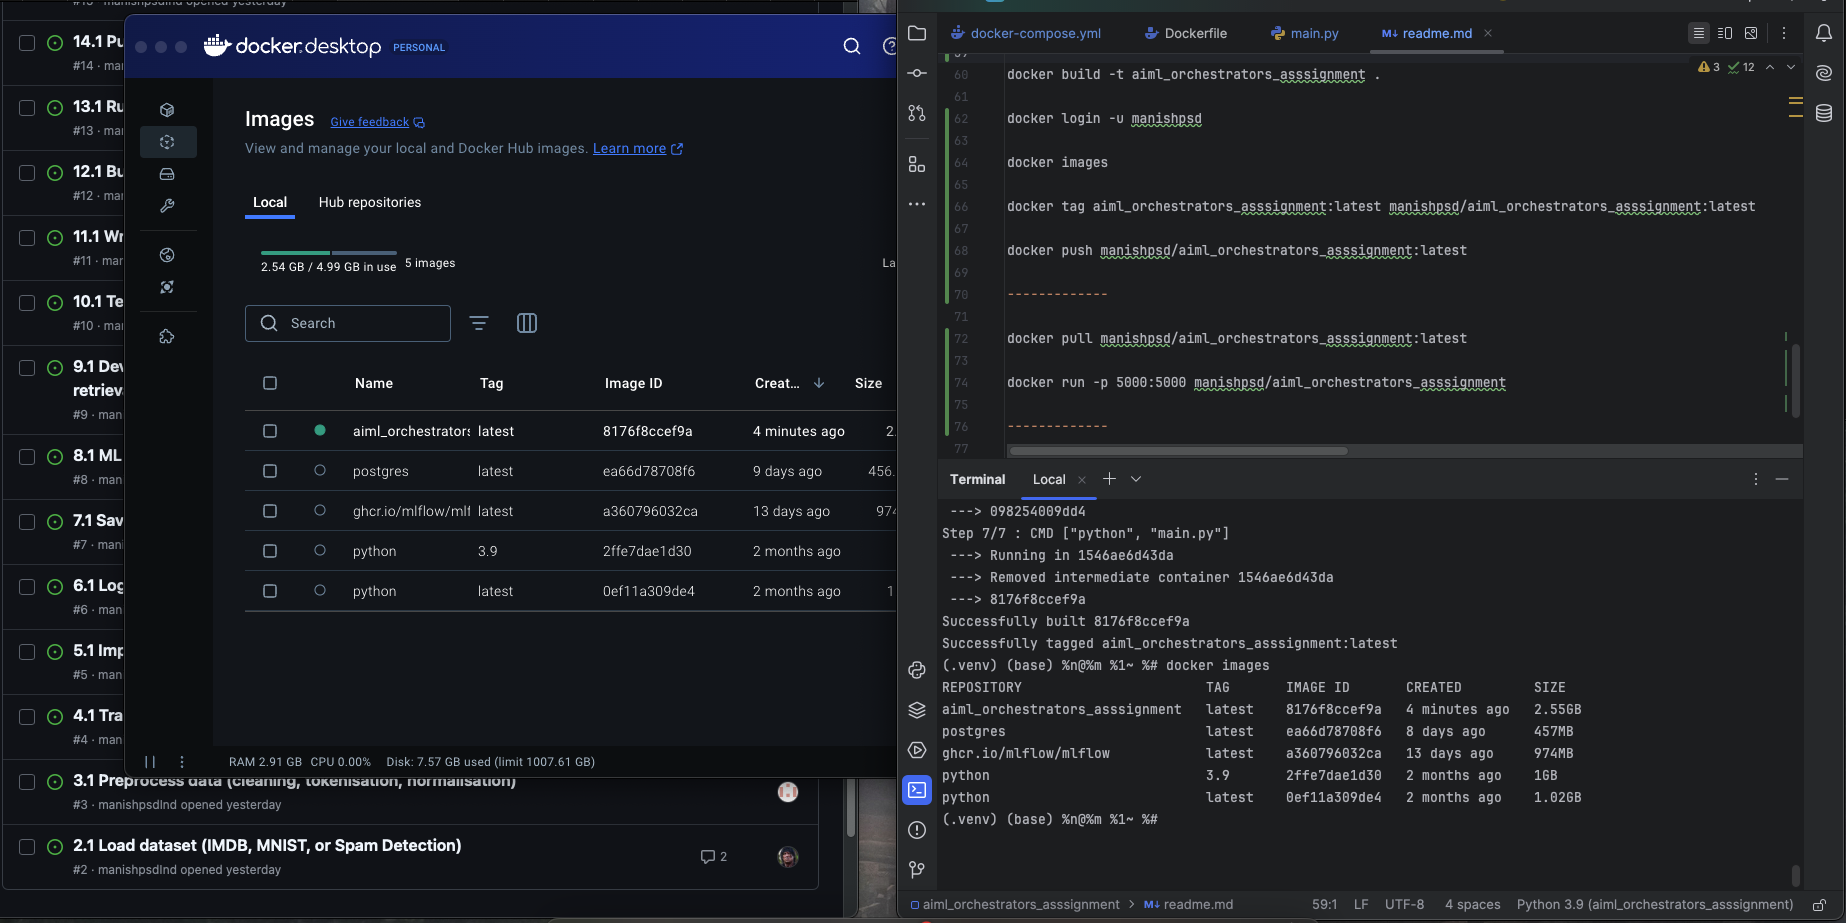 manishpsdlnd opened yesterday
14.1 Pu
#14 · mar
13.1 Ru
#13 · mar
12.1 Bu
#12 · mar
11.1 Wr
#11 · mar
10.1 Te
#10 · mar
9.1 Dev
retriev
#9 · man
8.1 ML
#8 · man
7.1 Sav
#7 · mani
6.1 Log
#6 · man
5.1 Imp
#5 · man
4.1 Tra
#4 · man
3.1 Preprocess data (cleaning, tokenisation, normalisation)
#3 · manishpsdlnd opened yesterday
2.1 Load dataset (IMDB, MNIST, or Spam Detection)
#2 · manishpsdlnd opened yesterday
2
docker desktop PERSONAL
Images Give feedback
View and manage your local and Docker Hub images. Learn more
Local Hub repositories
2.54 GB / 4.99 GB in use 5 images
La
Search
Name Tag Image ID Creat... Size
aiml_orchestrators latest 8176f8ccef9a 4 minutes ago 2.
postgres latest ea66d78708f6 9 days ago 456.
ghcr.io/mlflow/mlf latest a360796032ca 13 days ago 974
python 3.9 2ffe7dae1d30 2 months ago
python latest 0ef11a309de4 2 months ago 1
RAM 2.91 GB CPU 0.00% Disk: 7.57 GB used (limit 1007.61 GB)
docker-compose.yml Dockerfile main.py M↓ readme.md
3 12
60 docker build -t aiml_orchestrators_asssignment .
61
62 docker login -u manishpsd
63
64 docker images
65
66 docker tag aiml_orchestrators_asssignment:latest manishpsd/aiml_orchestrators_asssignment:latest
67
68 docker push manishpsd/aiml_orchestrators_asssignment:latest
69
70 -------------
71
72 docker pull manishpsd/aiml_orchestrators_asssignment:latest
73
74 docker run -p 5000:5000 manishpsd/aiml_orchestrators_asssignment
75
76 -------------
77
Terminal Local
---> 098254009dd4
Step 7/7 : CMD ["python", "main.py"]
---> Running in 1546ae6d43da
---> Removed intermediate container 1546ae6d43da
---> 8176f8ccef9a
Successfully built 8176f8ccef9a
Successfully tagged aiml_orchestrators_asssignment:latest
(.venv) (base) %n@%m %1~ %# docker images
REPOSITORY TAG IMAGE ID CREATED SIZE
aiml_orchestrators_asssignment latest 8176f8ccef9a 4 minutes ago 2.55GB
postgres latest ea66d78708f6 8 days ago 457MB
ghcr.io/mlflow/mlflow latest a360796032ca 13 days ago 974MB
python 3.9 2ffe7dae1d30 2 months ago 1GB
python latest 0ef11a309de4 2 months ago 1.02GB
(.venv) (base) %n@%m %1~ %#
aiml_orchestrators_asssignment > M↓ readme.md 59:1 LF UTF-8 4 spaces Python 3.9 (aiml_orchestrators_asssignment)